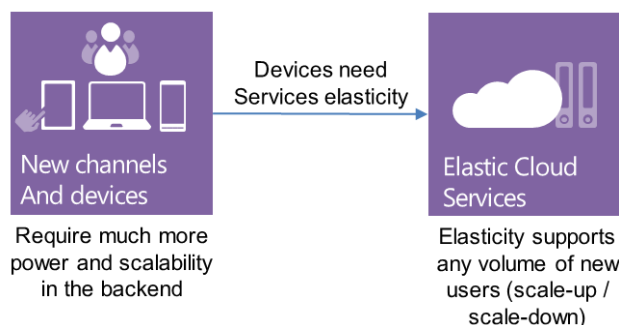 Devices need
Services elasticity
New channels
And devices
Elastic Cloud
Services
Require much more
power and scalability
in the backend
Elasticity supports
any volume of new
users (scale-up /
scale-down)